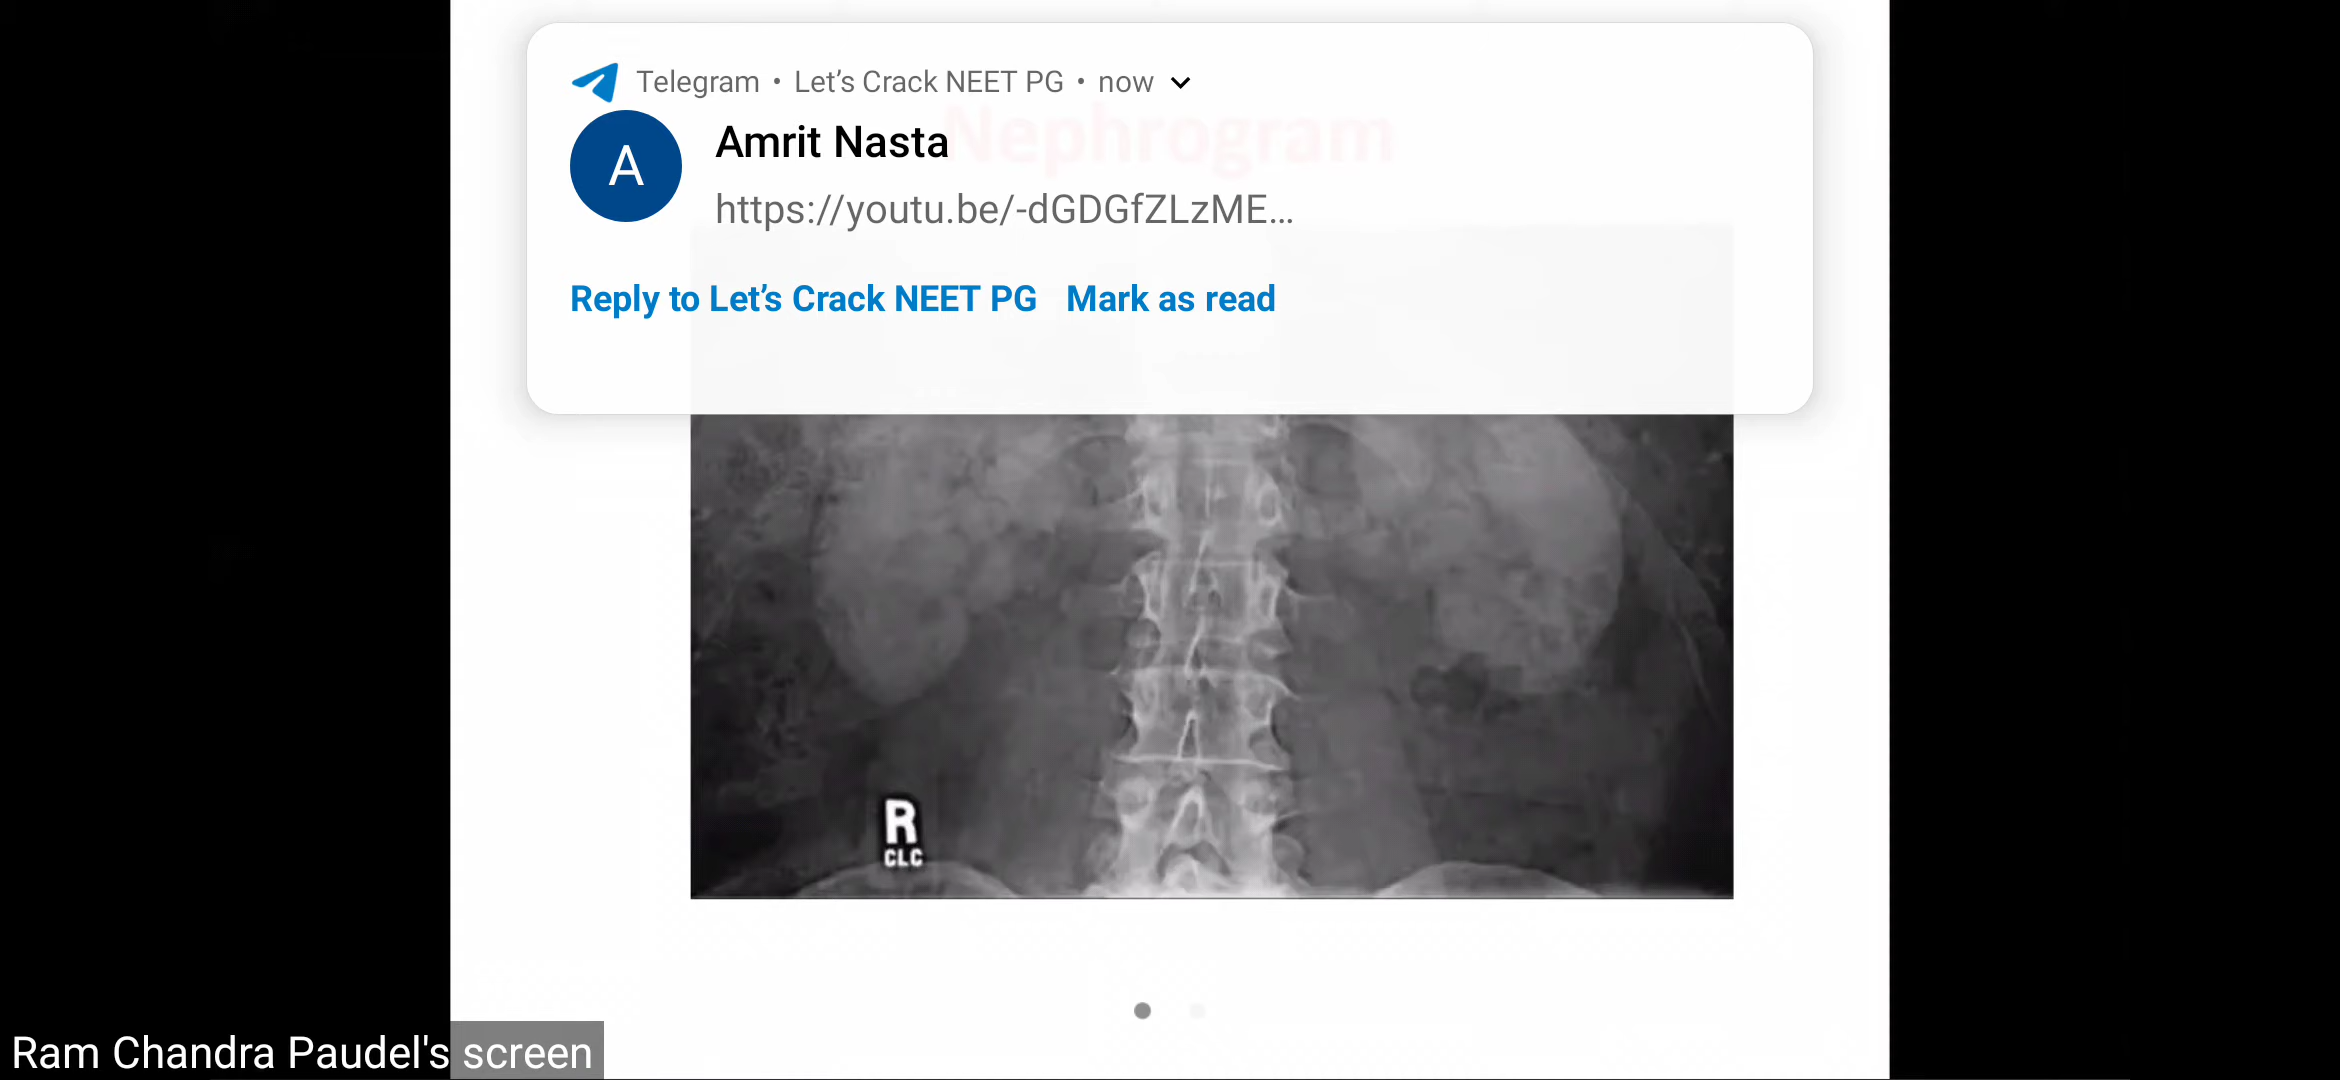 Telegram • Let's Crack NEET PG • now
Nephrogram
A
Amrit Nasta
https://youtu.be/-dGDGfZLzME...
Reply to Let's Crack NEET PG Mark as read
R
CLC
Ram Chandra Paudel's screen